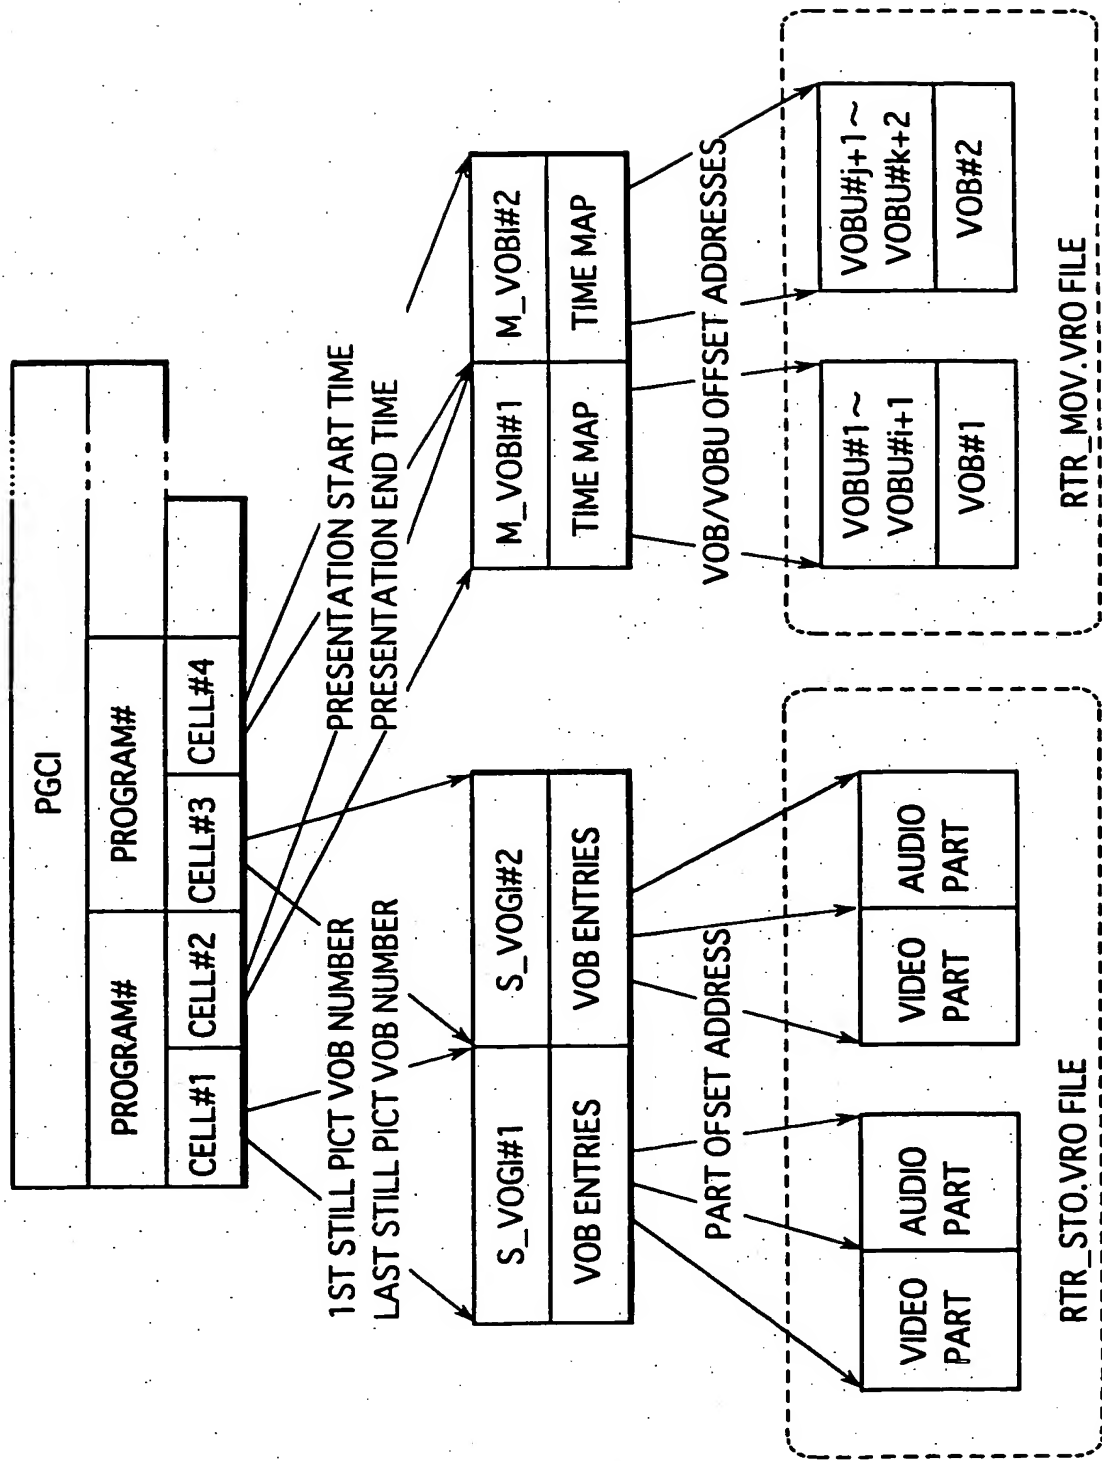 PGCI
PROGRAM#
PROGRAM#
CELL#1
CELL#2
CELL#3
CELL#4
1ST STILL PICT VOB NUMBER
LAST STILL PICT VOB NUMBER
PRESENTATION START TIME
PRESENTATION END TIME
S_VOGI#1
S_VOGI#2
VOB ENTRIES
VOB ENTRIES
M_VOBI#1
M_VOBI#2
TIME MAP
TIME MAP
PART OFFSET ADDRESS
VOB/VOBU OFFSET ADDRESSES
VIDEO
PART
AUDIO
PART
VIDEO
PART
AUDIO
PART
RTR_STO.VRO FILE
VOBU#1~
VOBU#i+1
VOB#1
VOBU#j+1~
VOBU#k+2
VOB#2
RTR_MOV.VRO FILE